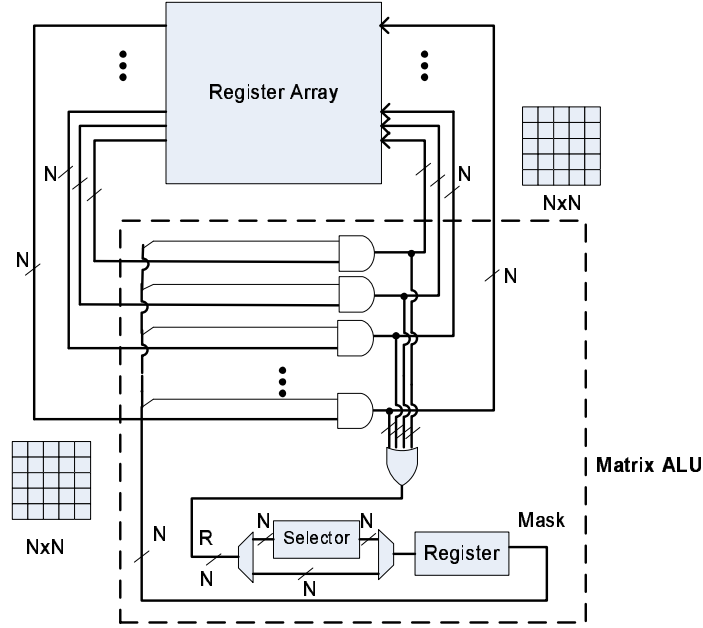 Register Array
N
N
NxN
N
N
Matrix ALU
NxN
N
R
N
N
Selector
N
N
Register
Mask